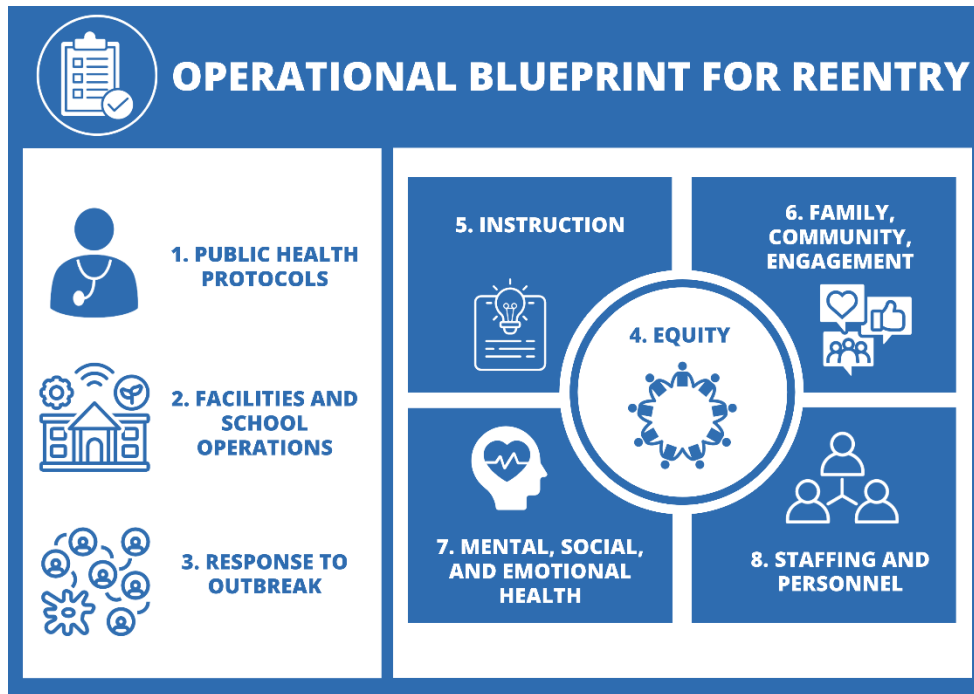 OPERATIONAL BLUEPRINT FOR REENTRY
1. PUBLIC HEALTH
PROTOCOLS
2. FACILITIES AND
SCHOOL
OPERATIONS
3. RESPONSE TO
OUTBREAK
4. EQUITY
5. INSTRUCTION
6. FAMILY,
COMMUNITY,
ENGAGEMENT
7. MENTAL, SOCIAL,
AND EMOTIONAL
HEALTH
8. STAFFING AND
PERSONNEL